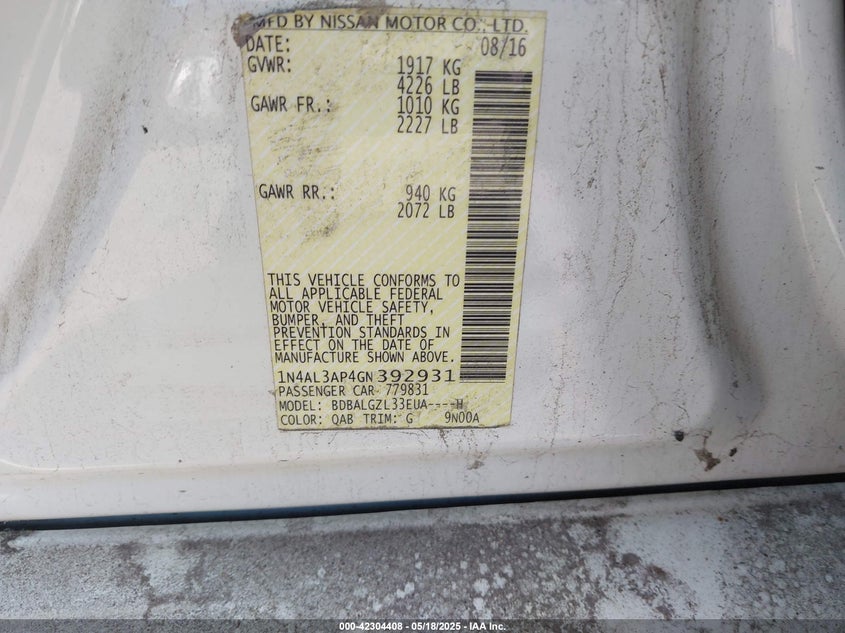 MFD BY NISSAN MOTOR CO., LTD.
DATE: 08/16
GVWR: 1917 KG
4226 LB
GAWR FR.: 1010 KG
2227 LB
GAWR RR.: 940 KG
2072 LB
THIS VEHICLE CONFORMS TO
ALL APPLICABLE FEDERAL
MOTOR VEHICLE SAFETY,
BUMPER, AND THEFT
PREVENTION STANDARDS IN
EFFECT ON THE DATE OF
MANUFACTURE SHOWN ABOVE.
1N4AL3AP4GN392931
PASSENGER CAR 779831
MODEL: BDBALGZL33EUA----H
COLOR: QAB TRIM: G 9N00A
000-42304408 - 05/18/2025 - IAA Inc.